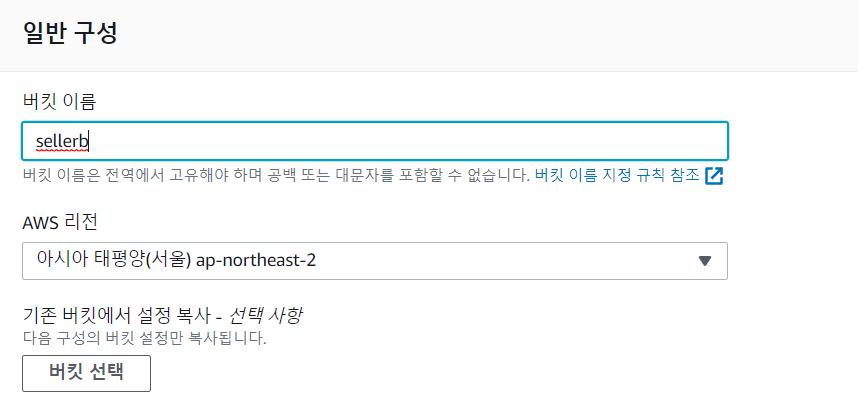 일반 구성
버킷 이름
sellerb
버킷 이름은 전역에서 고유해야 하며 공백 또는 대문자를 포함할 수 없습니다. 버킷 이름 지정 규칙 참조
AWS 리전
아시아 태평양(서울) ap-northeast-2
기존 버킷에서 설정 복사 - 선택 사항
다음 구성의 버킷 설정만 복사됩니다.
버킷 선택